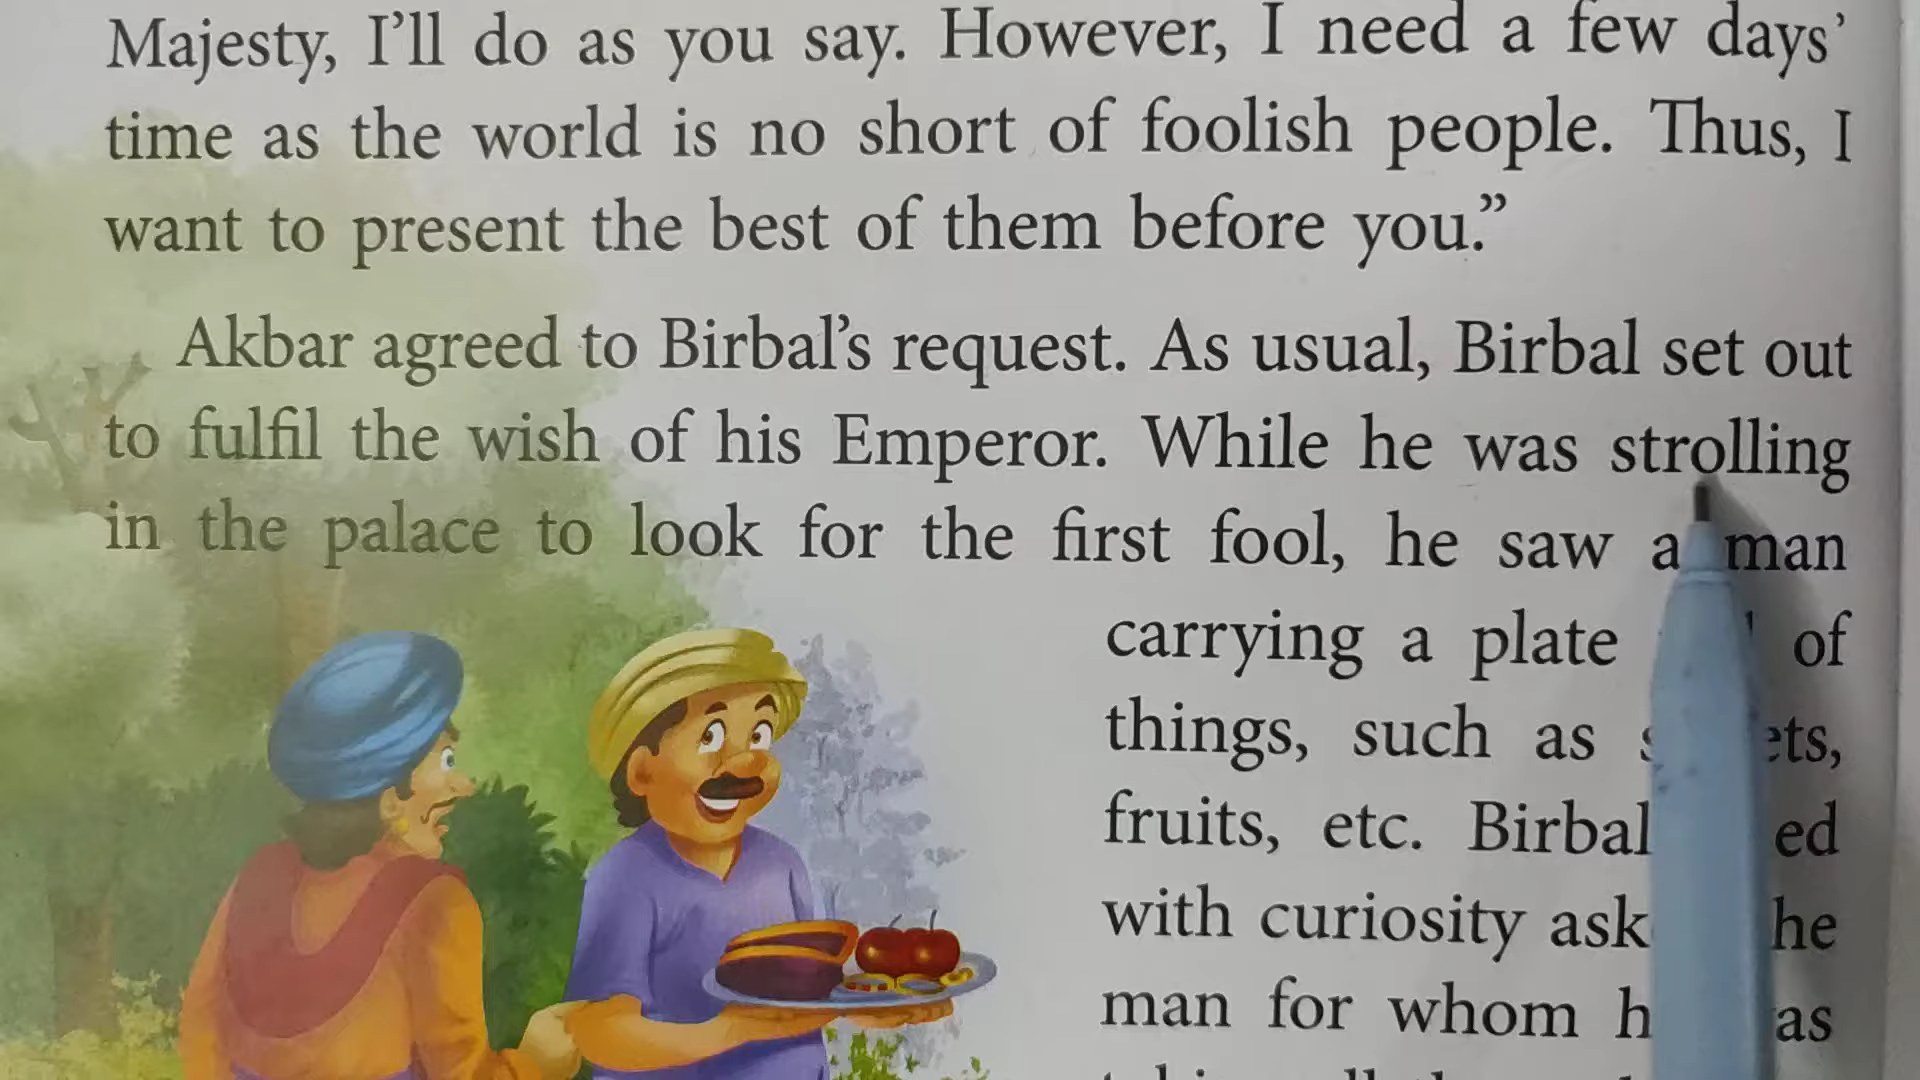 Majesty, I’ll do as you say. However, I need a few days’
time as the world is no short of foolish people. Thus, I
want to present the best of them before you.”
Akbar agreed to Birbal’s request. As usual, Birbal set out
to fulfil the wish of his Emperor. While he was strolling
in the palace to look for the first fool, he saw a man
carrying a plate of
things, such as
fruits, etc. Birbal
with curiosity
man for whom